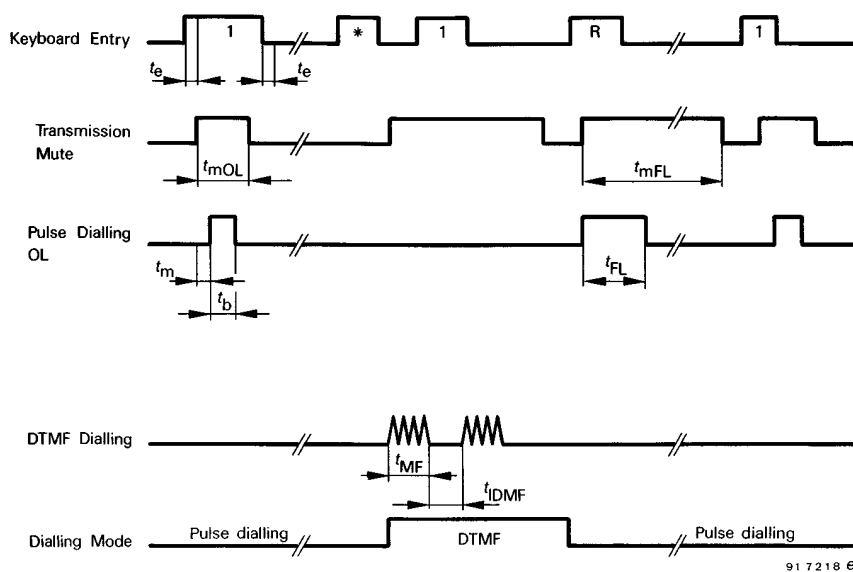 Keyboard Entry
1
*
1
R
1
te
te
Transmission
Mute
tmOL
tmFL
Pulse Dialling
OL
tm
tb
tFL
DTMF Dialling
tMF
tIDMF
Dialling Mode
Pulse dialling
DTMF
Pulse dialling
91 7218 e